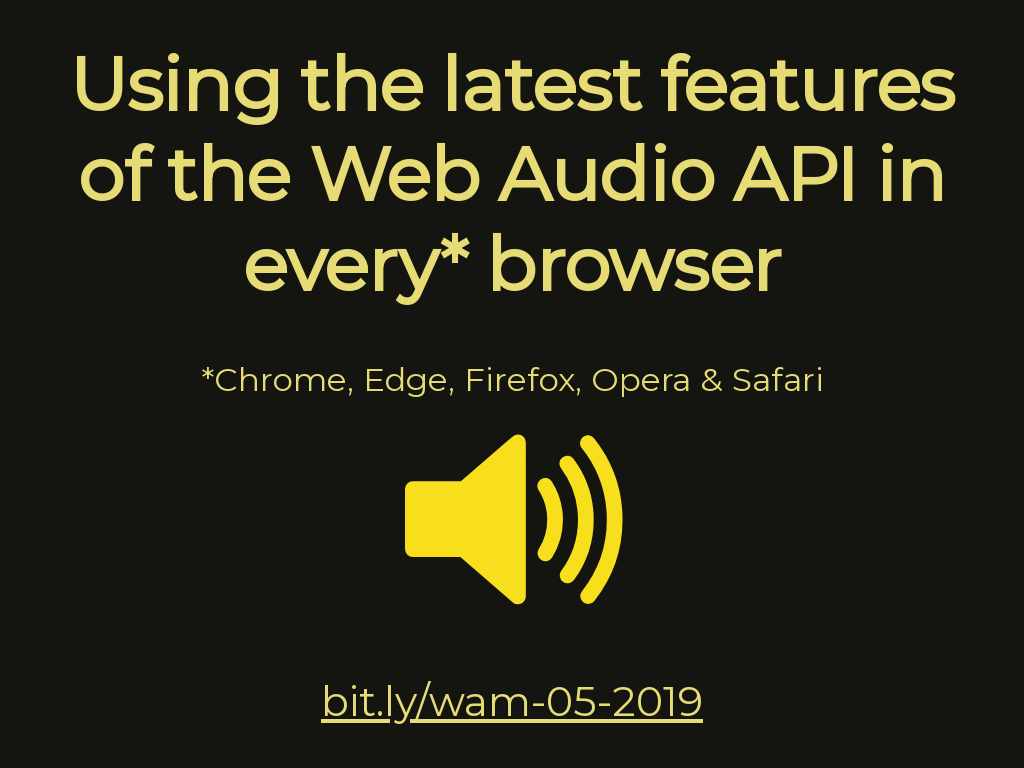 Using the latest features
of the Web Audio API in
every* browser
*Chrome, Edge, Firefox, Opera & Safari
bit.ly/wam-05-2019